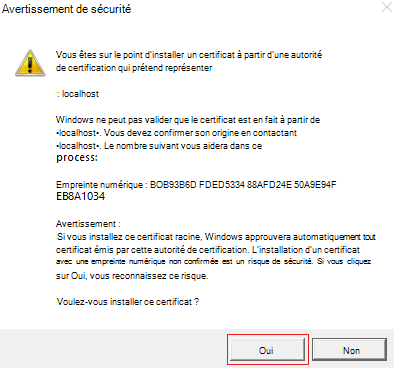 Avertissement de sécurité
Vous êtes sur le point d'installer un certificat à partir d'une autorité
de certification qui prétend représenter
: localhost
Windows ne peut pas valider que le certificat est en fait à partir de
•localhost•. Vous devez confirmer son origine en contactant
•localhost•. Le nombre suivant vous aidera dans ce
process:
Empreinte numérique : BOB93B6D FDED5334 88AFD24E 50A9E94F
EB8A1034
Avertissement :
Si vous installez ce certificat racine, Windows approuvera automatiquement tout
certificat émis par cette autorité de certification. L'installation d'un certificat
avec une empreinte numérique non confirmée est un risque de sécurité. Si vous cliquez
sur Oui, vous reconnaissez ce risque.
Voulez-vous installer ce certificat ?
Oui
Non